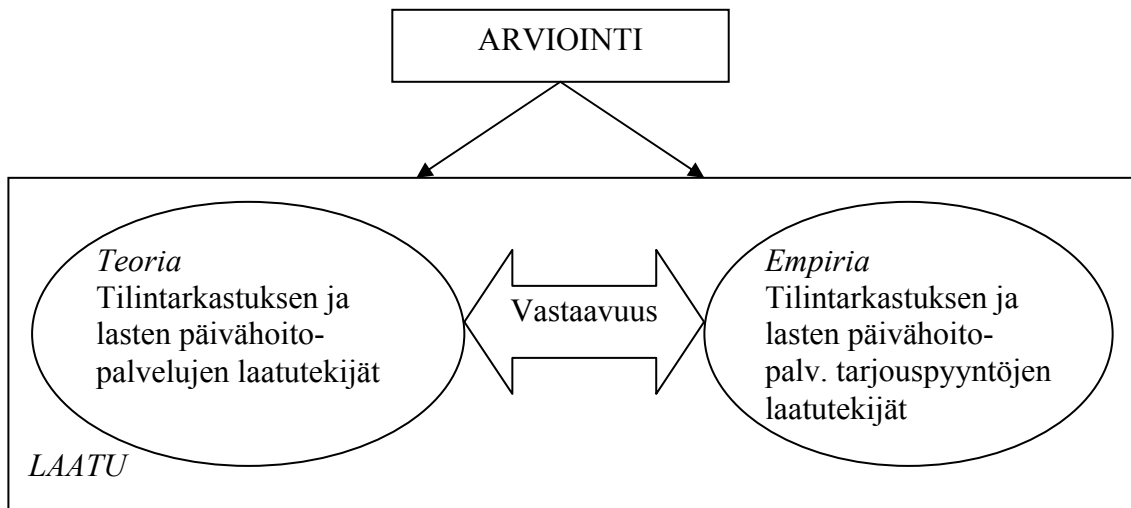 ARVIOINTI
Teoria
Tilintarkastuksen ja
lasten päivähoito-
palvelujen laatutekijät
Vastaavuus
Empiria
Tilintarkastuksen ja
lasten päivähoito-
palv. tarjouspyyntöjen
laatutekijät
LAATU